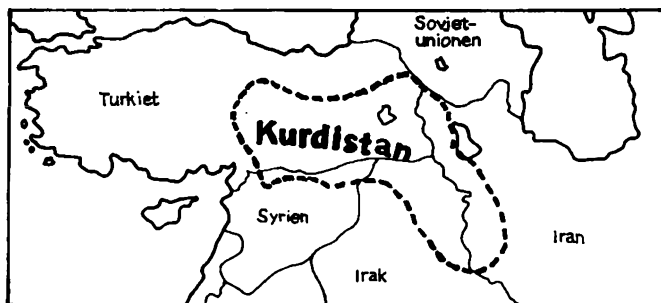 Sovjet-
unionen
Turkiet
Kurdistan
Syrien
Iran
Irak